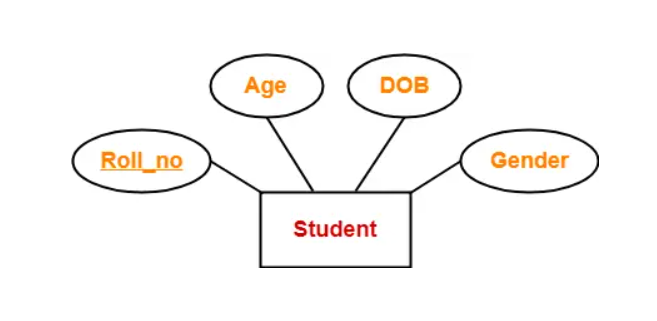 Age
DOB
Roll_no
Gender
Student